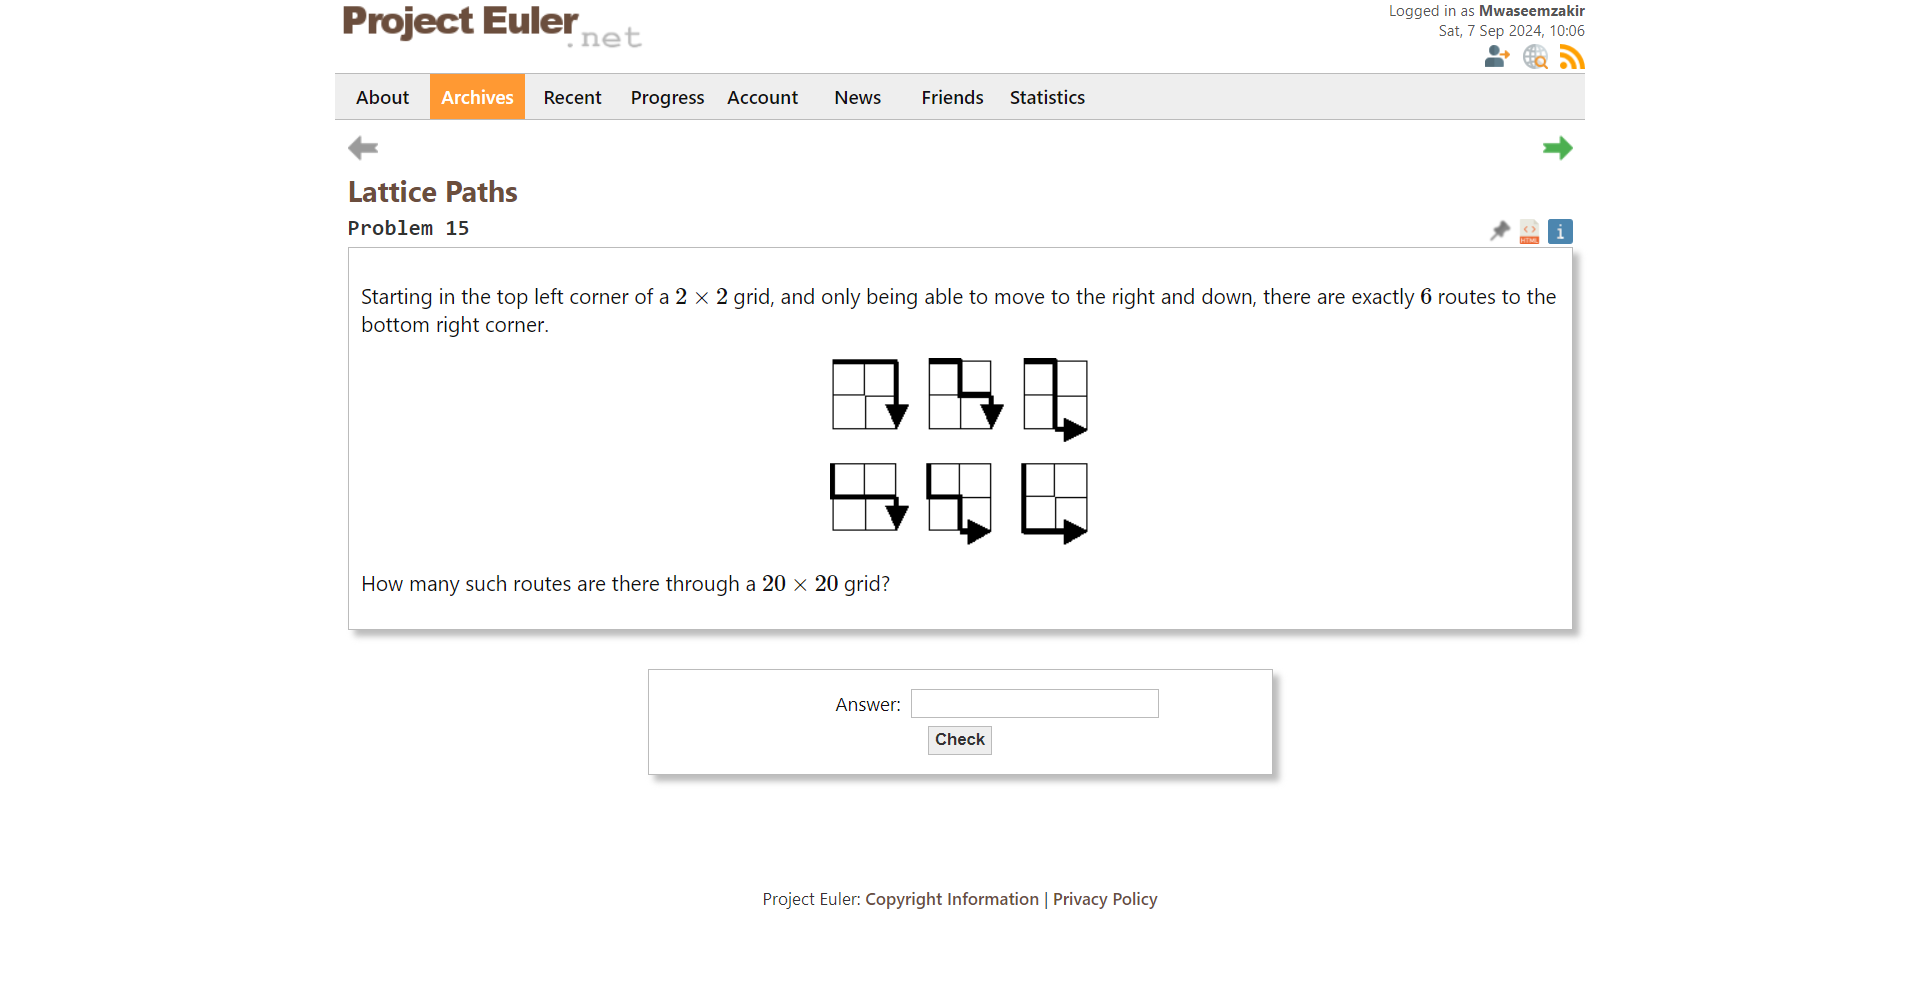 Project Euler
.net
Logged in as Mwaseemzakir
Sat, 7 Sep 2024, 10:06
About Archives Recent Progress Account News Friends Statistics
Lattice Paths
Problem 15
HTML
i
Starting in the top left corner of a 2 × 2 grid, and only being able to move to the right and down, there are exactly 6 routes to the
bottom right corner.
How many such routes are there through a 20 × 20 grid?
Answer:
Check
Project Euler: Copyright Information | Privacy Policy